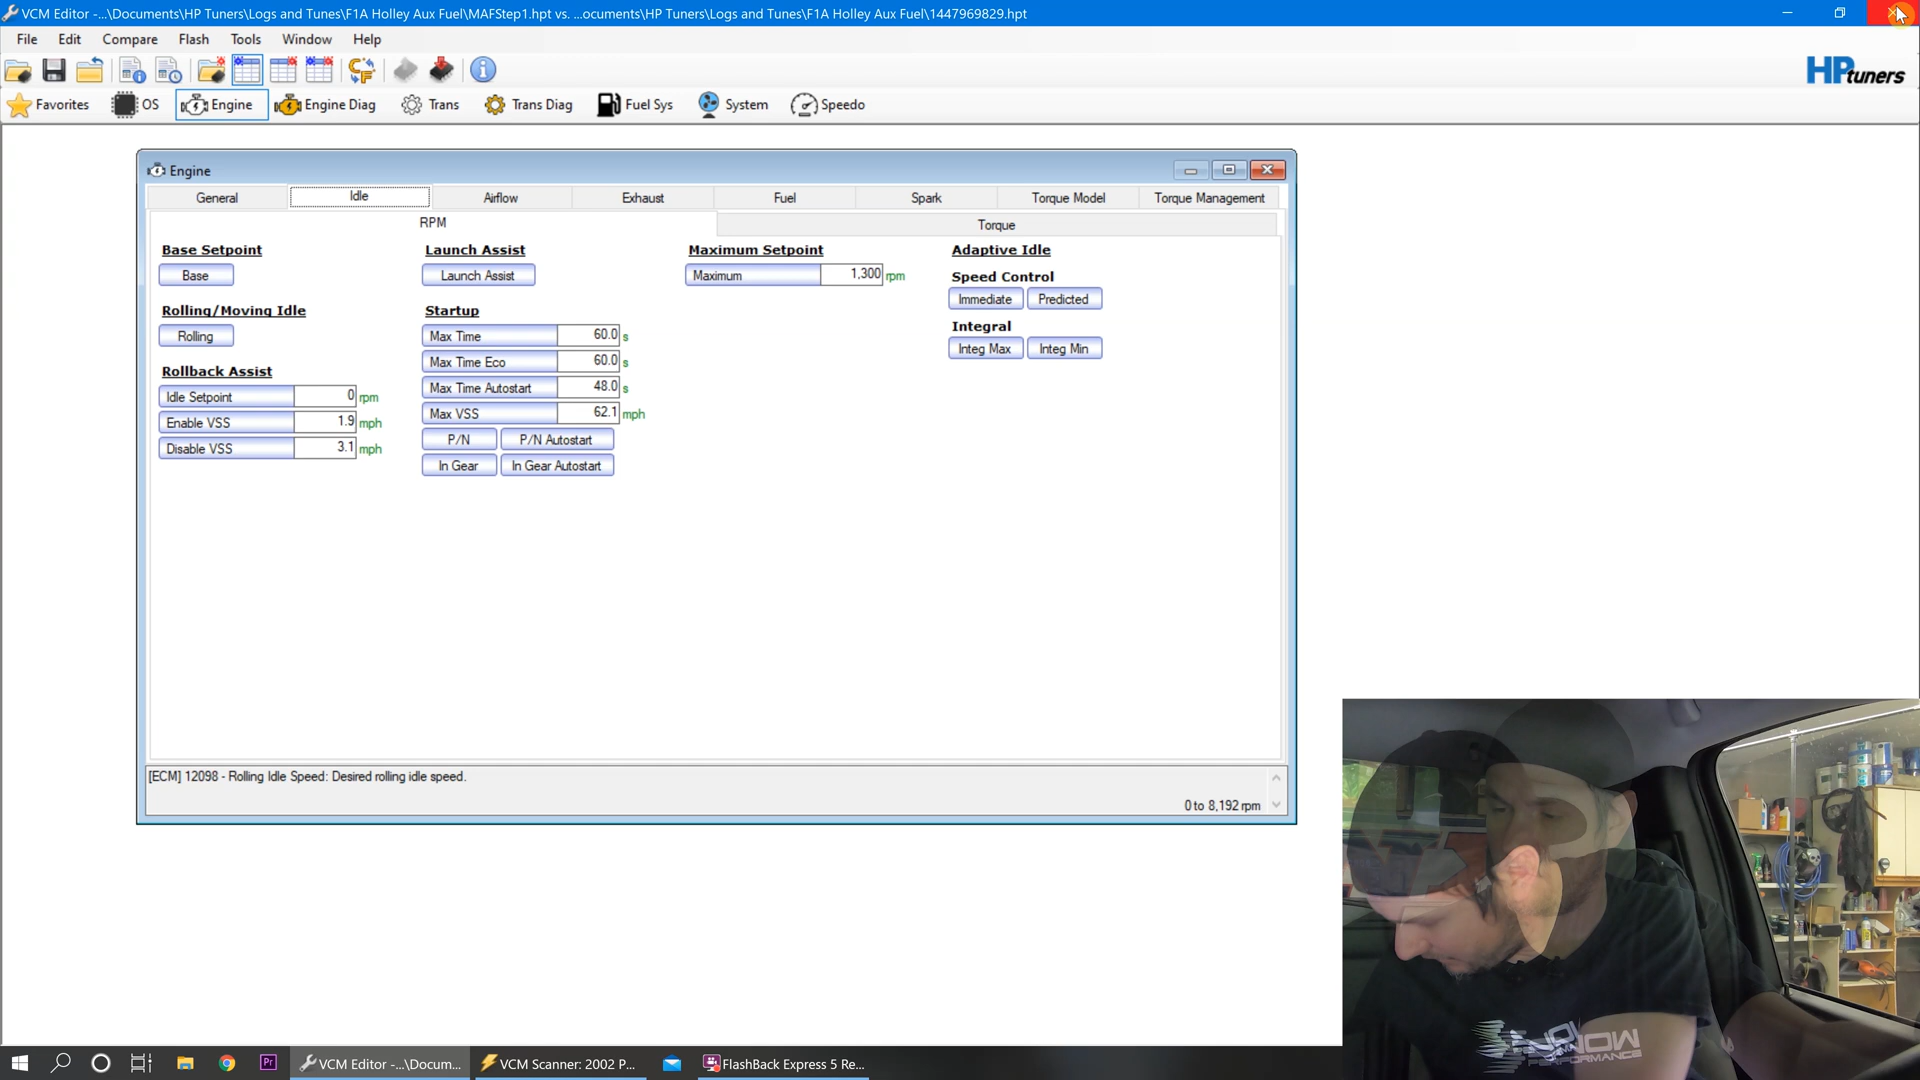 VCM Editor -...\Documents\HP Tuners\Logs and Tunes\F1A Holley Aux Fuel\MAFStep1.hpt vs. ...ocuments\HP Tuners\Logs and Tunes\F1A Holley Aux Fuel\1447969829.hpt
File Edit Compare Flash Tools Window Help
HPtuners
Favorites OS Engine Engine Diag Trans Trans Diag Fuel Sys System Speedo
Engine
General Idle Airflow Exhaust Fuel Spark Torque Model Torque Management
RPM Torque
Base Setpoint Launch Assist Maximum Setpoint Adaptive Idle
Base Launch Assist Maximum 1,300 rpm Speed Control
Immediate Predicted
Rolling/Moving Idle Startup Integral
Rolling Max Time 60.0 s Integ Max Integ Min
Max Time Eco 60.0 s
Rollback Assist Max Time Autostart 48.0 s
Idle Setpoint 0 rpm Max VSS 62.1 mph
Enable VSS 1.9 mph P/N P/N Autostart
Disable VSS 3.1 mph In Gear In Gear Autostart
[ECM] 12098 - Rolling Idle Speed: Desired rolling idle speed.
0 to 8,192 rpm
PERFORMANCE
Pr VCM Editor -...\Docum... VCM Scanner: 2002 P... FlashBack Express 5 Re...